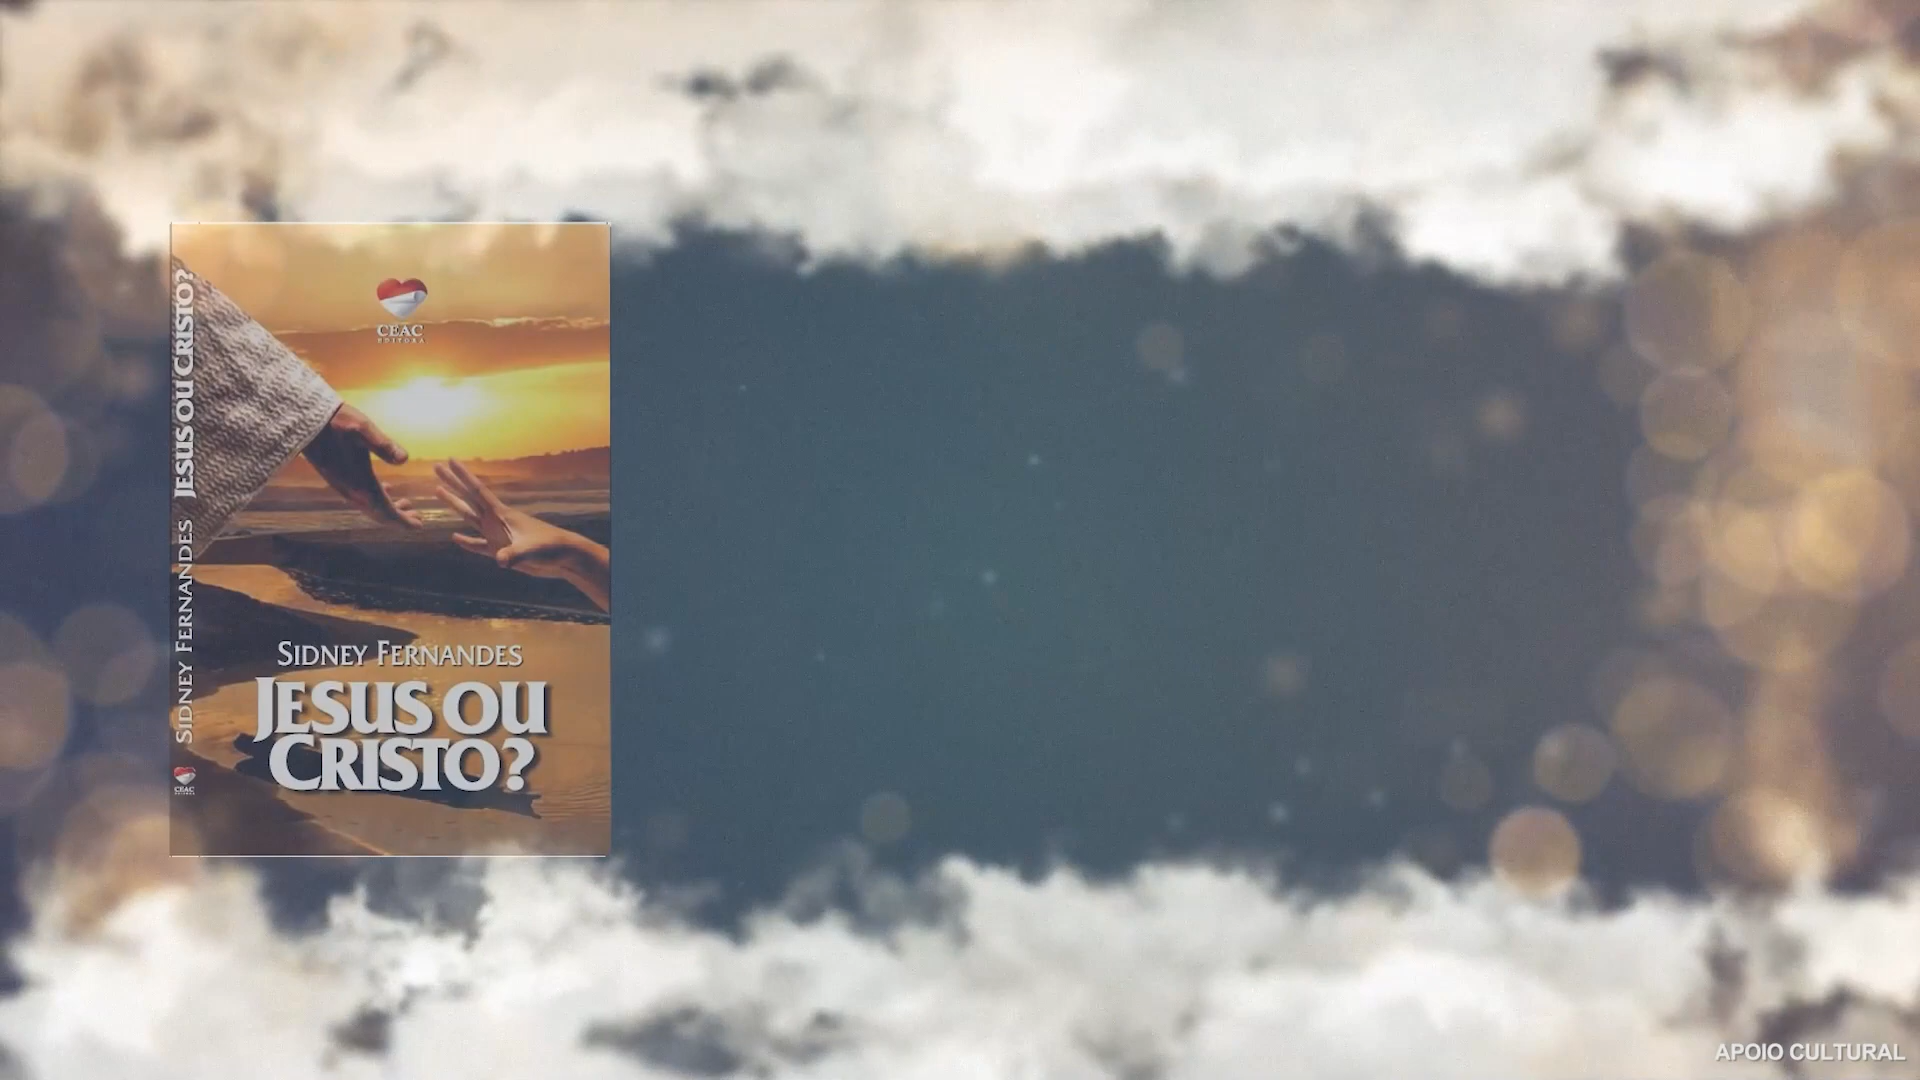 SIDNEY FERNANDES JESUS OU CRISTO?
CEAC
EDITORA
CEAC
EDITORA
SIDNEY FERNANDES
JESUS OU
CRISTO?
APOIO CULTURAL